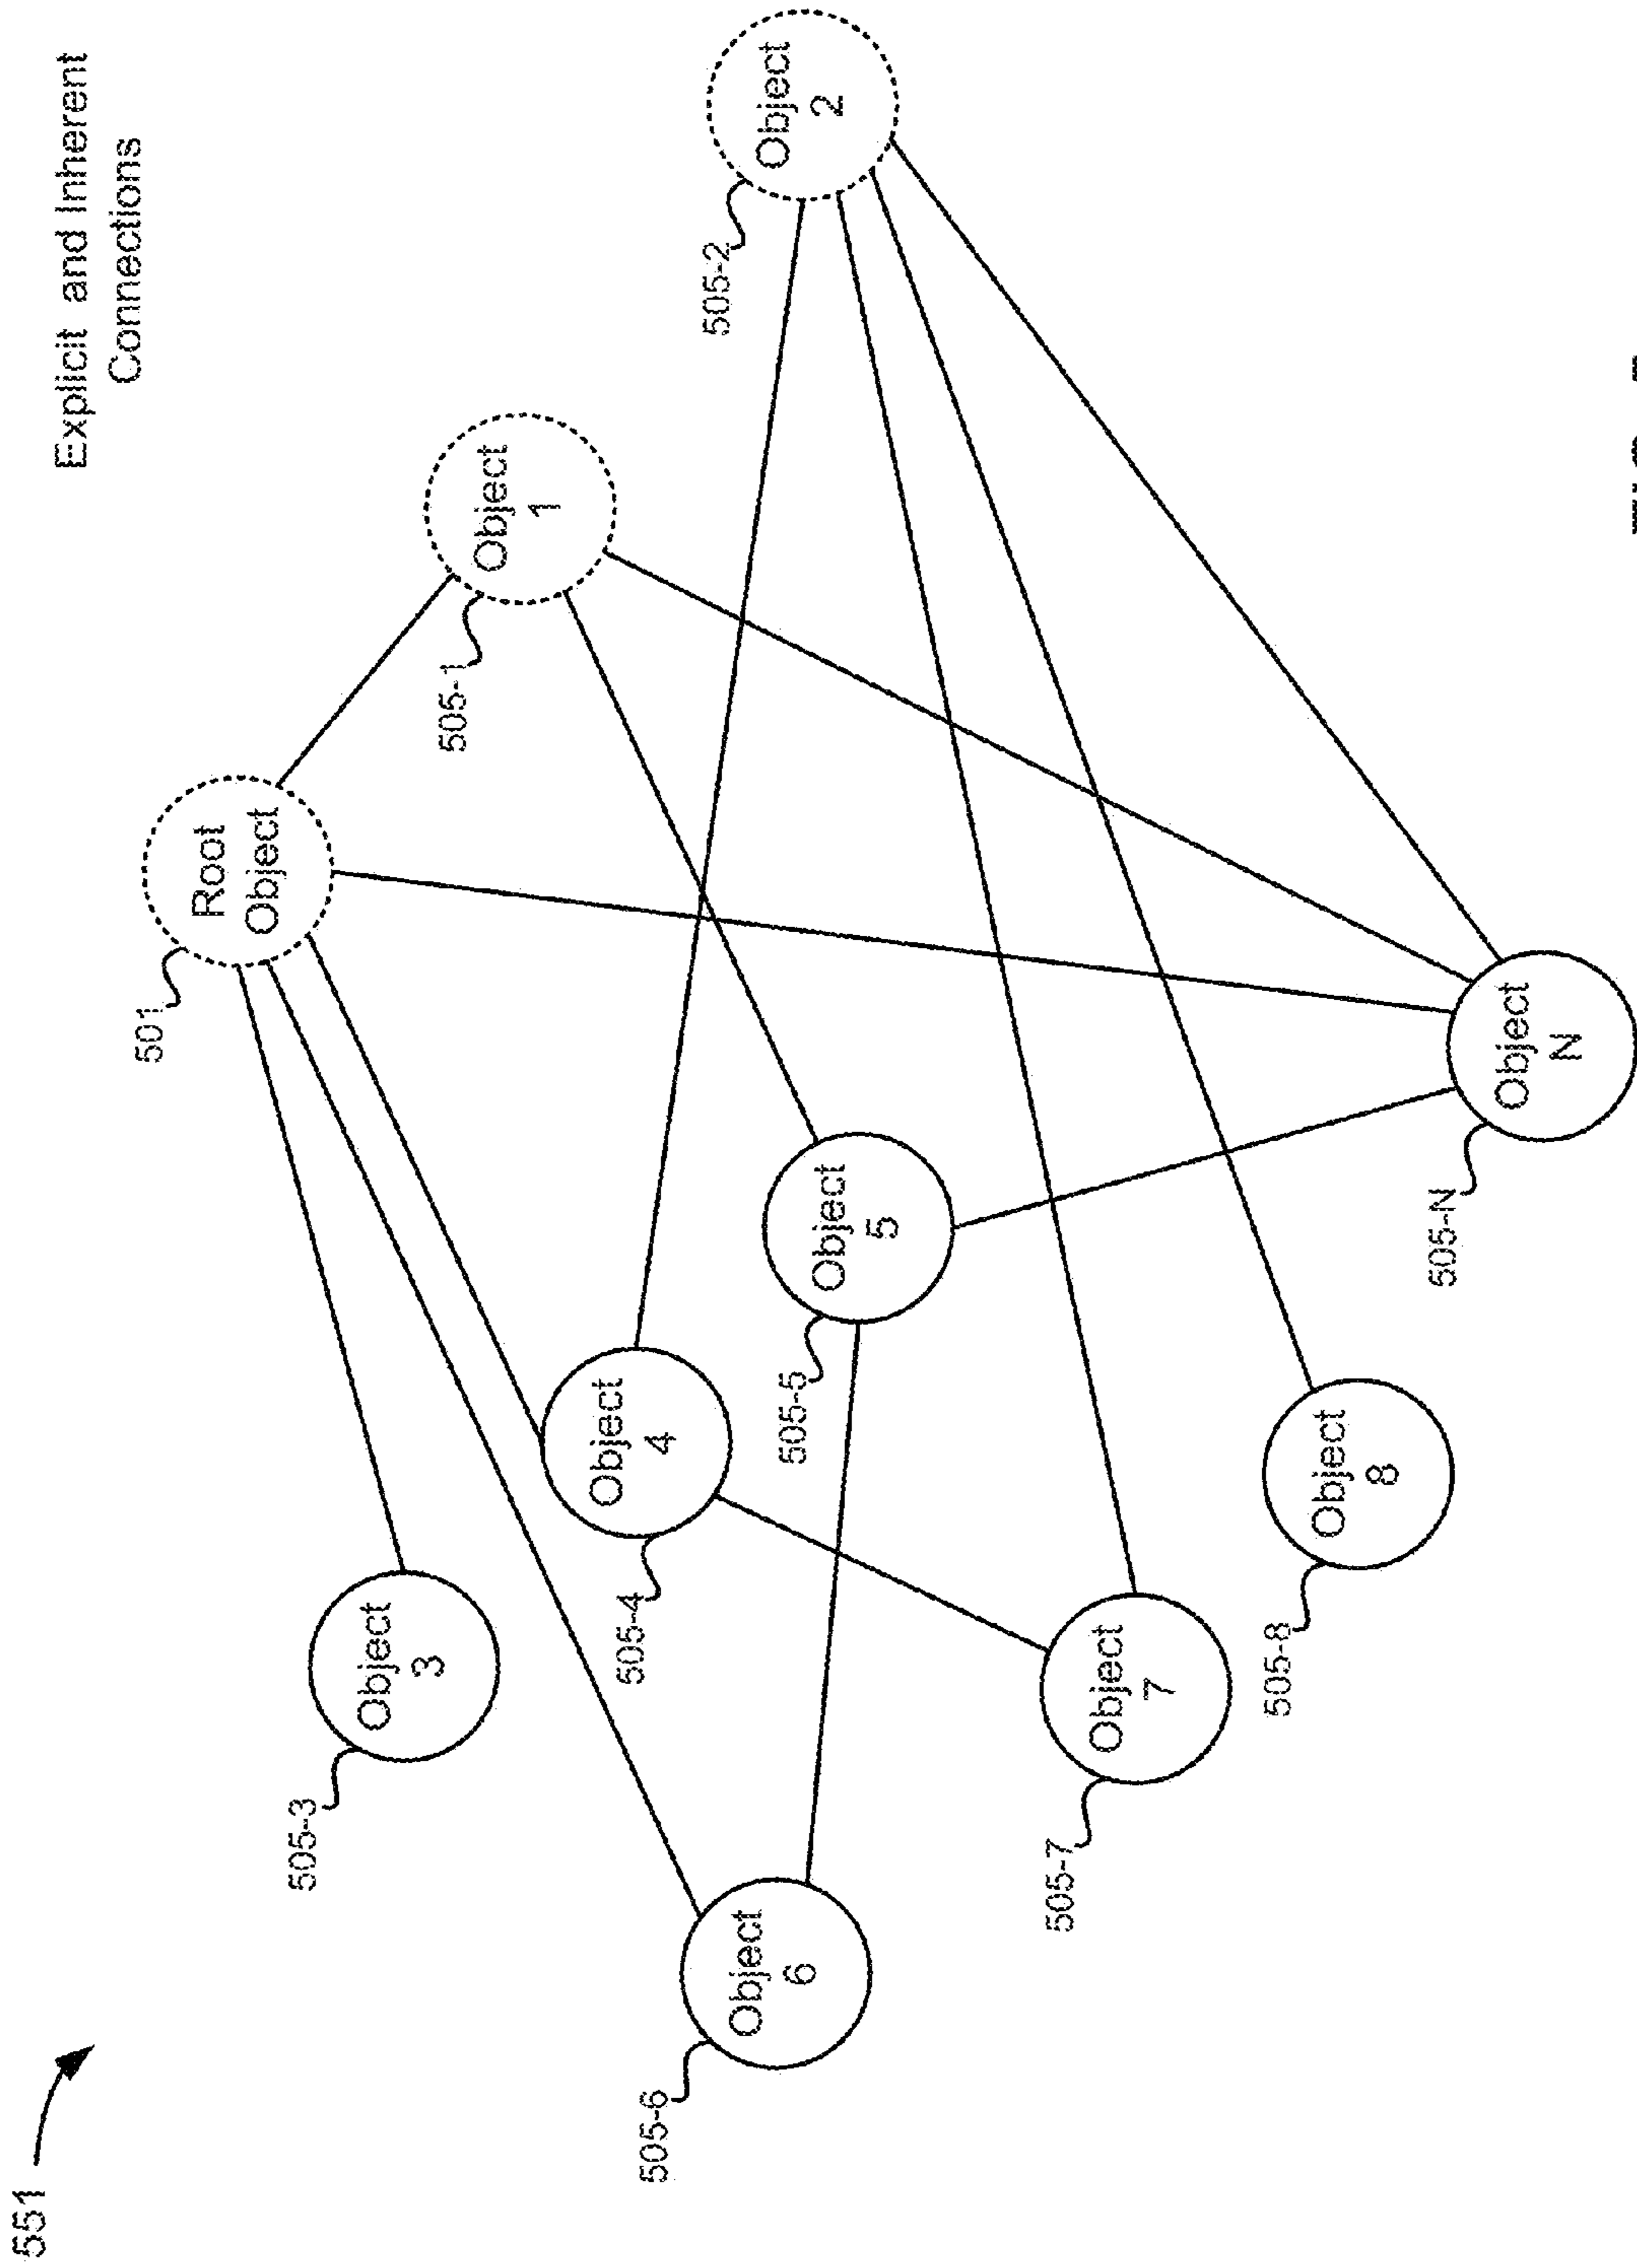 551
Explicit and Inherent
Connections
501
Root
Object
505-1
Object
1
505-2
Object
2
505-3
Object
3
505-4
Object
4
505-5
Object
5
505-6
Object
6
505-7
Object
7
505-8
Object
8
505-N
Object
N